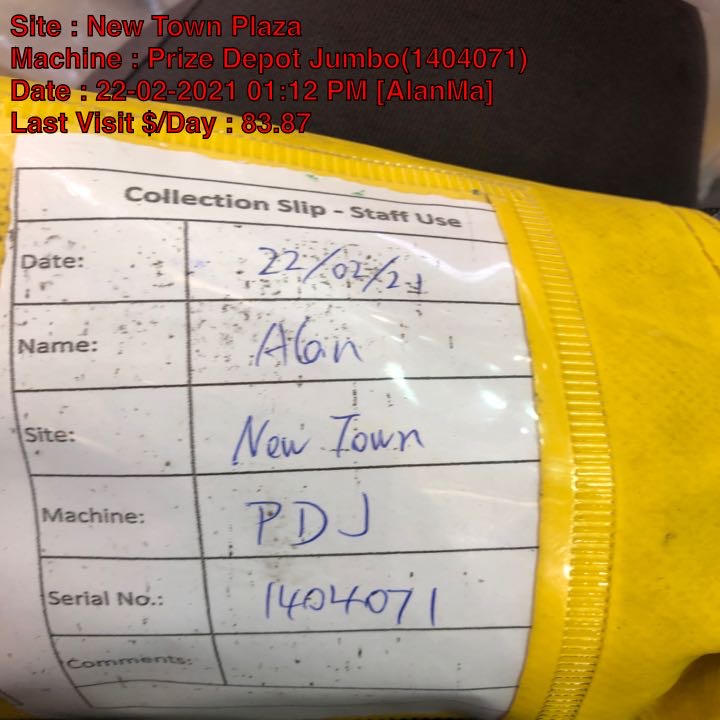 Site : New Town Plaza
Machine : Prize Depot Jumbo(1404071)
Date : 22-02-2021 01:12 PM [AlanMa]
Last Visit $/Day : 83.87
Collection Slip - Staff Use
Date: 22/02/21
Name: Alan
Site: New Town
Machine: PDJ
Serial No.: 1404071
Comments: